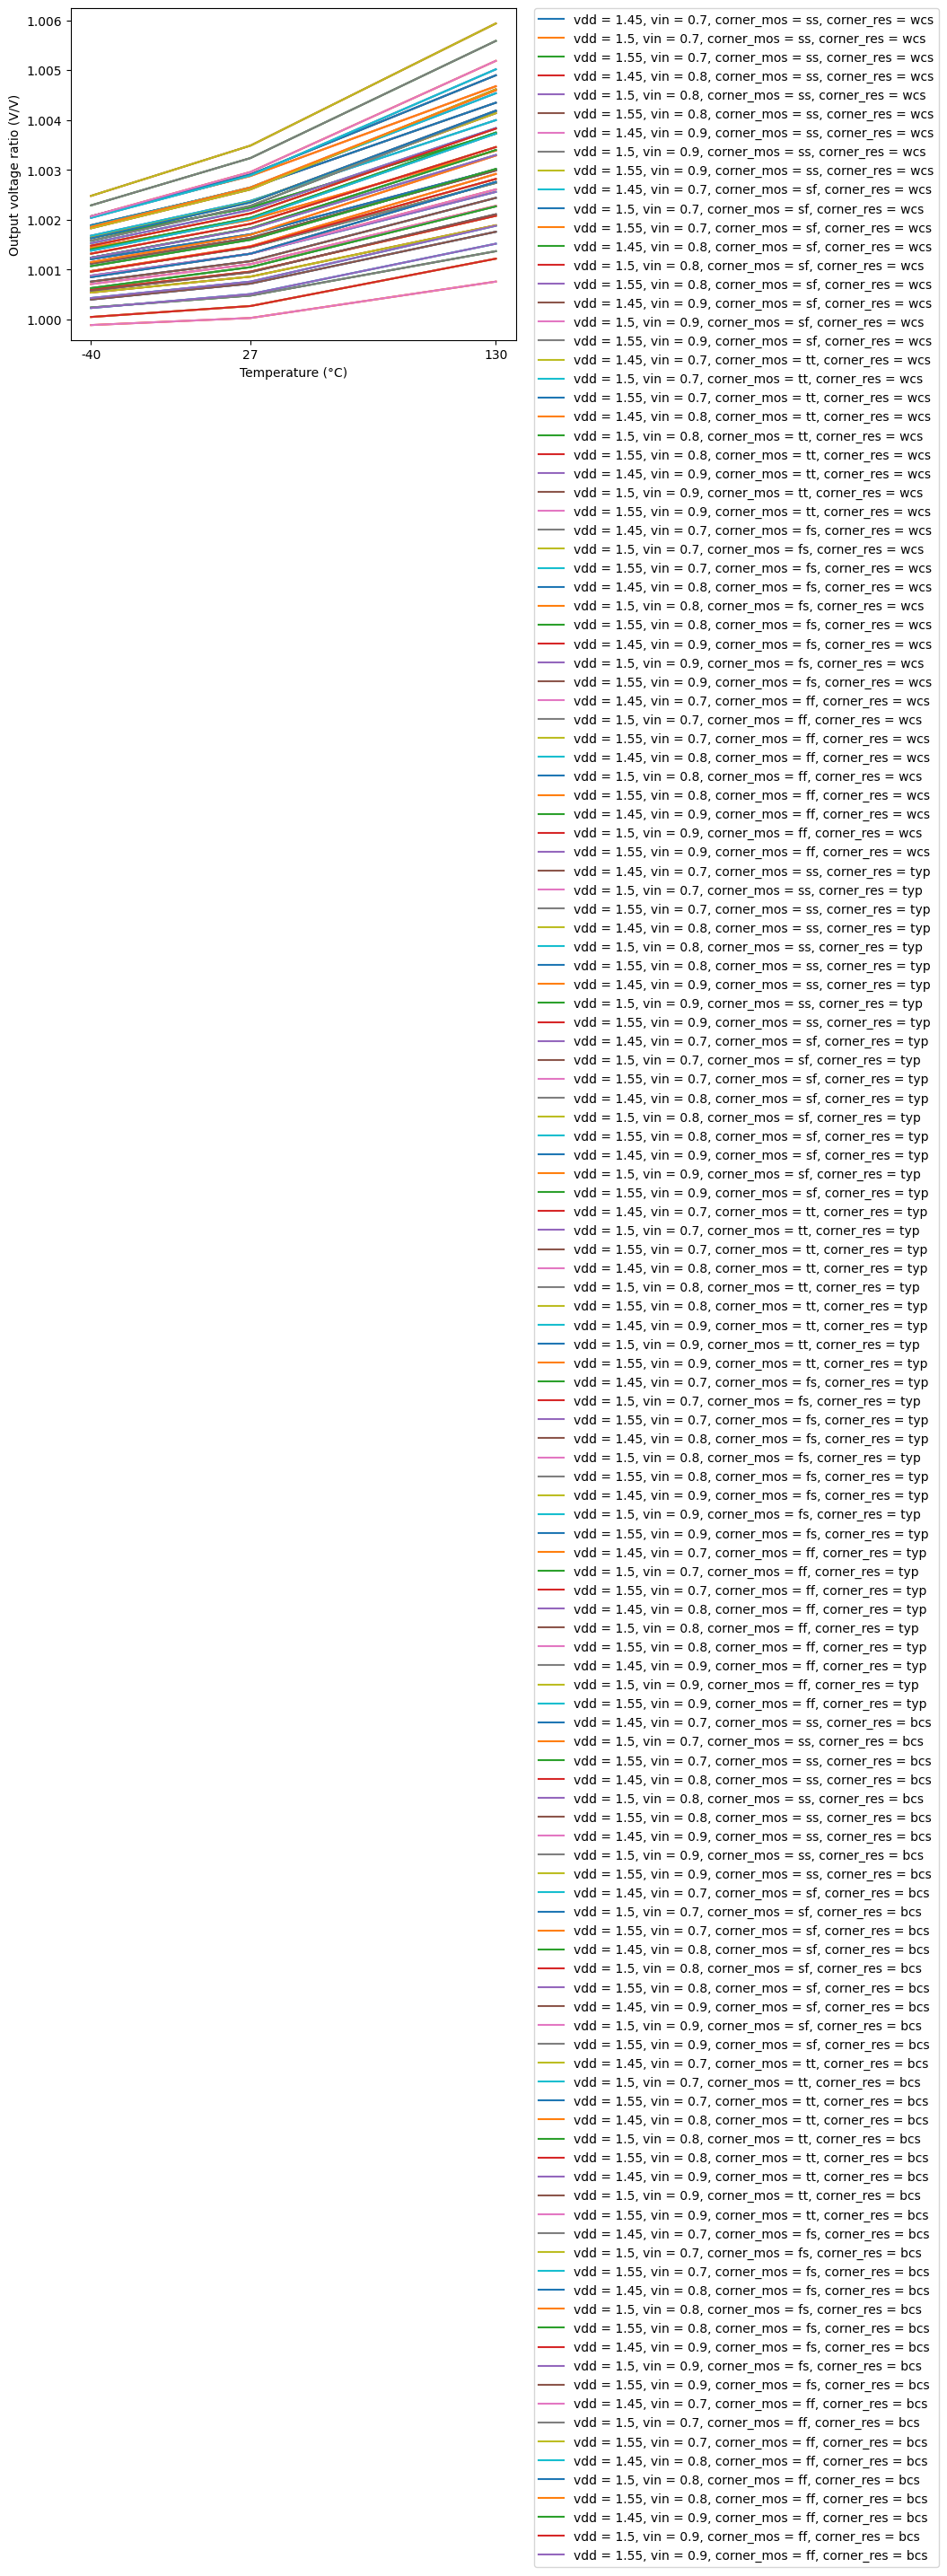 1.006
1.005
1.004
1.003
1.002
1.001
1.000
Output voltage ratio (V/V)
-40
27
130
Temperature (°C)
vdd = 1.45, vin = 0.7, corner_mos = ss, corner_res = wcs
vdd = 1.5, vin = 0.7, corner_mos = ss, corner_res = wcs
vdd = 1.55, vin = 0.7, corner_mos = ss, corner_res = wcs
vdd = 1.45, vin = 0.8, corner_mos = ss, corner_res = wcs
vdd = 1.5, vin = 0.8, corner_mos = ss, corner_res = wcs
vdd = 1.55, vin = 0.8, corner_mos = ss, corner_res = wcs
vdd = 1.45, vin = 0.9, corner_mos = ss, corner_res = wcs
vdd = 1.5, vin = 0.9, corner_mos = ss, corner_res = wcs
vdd = 1.55, vin = 0.9, corner_mos = ss, corner_res = wcs
vdd = 1.45, vin = 0.7, corner_mos = sf, corner_res = wcs
vdd = 1.5, vin = 0.7, corner_mos = sf, corner_res = wcs
vdd = 1.55, vin = 0.7, corner_mos = sf, corner_res = wcs
vdd = 1.45, vin = 0.8, corner_mos = sf, corner_res = wcs
vdd = 1.5, vin = 0.8, corner_mos = sf, corner_res = wcs
vdd = 1.55, vin = 0.8, corner_mos = sf, corner_res = wcs
vdd = 1.45, vin = 0.9, corner_mos = sf, corner_res = wcs
vdd = 1.5, vin = 0.9, corner_mos = sf, corner_res = wcs
vdd = 1.55, vin = 0.9, corner_mos = sf, corner_res = wcs
vdd = 1.45, vin = 0.7, corner_mos = tt, corner_res = wcs
vdd = 1.5, vin = 0.7, corner_mos = tt, corner_res = wcs
vdd = 1.55, vin = 0.7, corner_mos = tt, corner_res = wcs
vdd = 1.45, vin = 0.8, corner_mos = tt, corner_res = wcs
vdd = 1.5, vin = 0.8, corner_mos = tt, corner_res = wcs
vdd = 1.55, vin = 0.8, corner_mos = tt, corner_res = wcs
vdd = 1.45, vin = 0.9, corner_mos = tt, corner_res = wcs
vdd = 1.5, vin = 0.9, corner_mos = tt, corner_res = wcs
vdd = 1.55, vin = 0.9, corner_mos = tt, corner_res = wcs
vdd = 1.45, vin = 0.7, corner_mos = fs, corner_res = wcs
vdd = 1.5, vin = 0.7, corner_mos = fs, corner_res = wcs
vdd = 1.55, vin = 0.7, corner_mos = fs, corner_res = wcs
vdd = 1.45, vin = 0.8, corner_mos = fs, corner_res = wcs
vdd = 1.5, vin = 0.8, corner_mos = fs, corner_res = wcs
vdd = 1.55, vin = 0.8, corner_mos = fs, corner_res = wcs
vdd = 1.45, vin = 0.9, corner_mos = fs, corner_res = wcs
vdd = 1.5, vin = 0.9, corner_mos = fs, corner_res = wcs
vdd = 1.55, vin = 0.9, corner_mos = fs, corner_res = wcs
vdd = 1.45, vin = 0.7, corner_mos = ff, corner_res = wcs
vdd = 1.5, vin = 0.7, corner_mos = ff, corner_res = wcs
vdd = 1.55, vin = 0.7, corner_mos = ff, corner_res = wcs
vdd = 1.45, vin = 0.8, corner_mos = ff, corner_res = wcs
vdd = 1.5, vin = 0.8, corner_mos = ff, corner_res = wcs
vdd = 1.55, vin = 0.8, corner_mos = ff, corner_res = wcs
vdd = 1.45, vin = 0.9, corner_mos = ff, corner_res = wcs
vdd = 1.5, vin = 0.9, corner_mos = ff, corner_res = wcs
vdd = 1.55, vin = 0.9, corner_mos = ff, corner_res = wcs
vdd = 1.45, vin = 0.7, corner_mos = ss, corner_res = typ
vdd = 1.5, vin = 0.7, corner_mos = ss, corner_res = typ
vdd = 1.55, vin = 0.7, corner_mos = ss, corner_res = typ
vdd = 1.45, vin = 0.8, corner_mos = ss, corner_res = typ
vdd = 1.5, vin = 0.8, corner_mos = ss, corner_res = typ
vdd = 1.55, vin = 0.8, corner_mos = ss, corner_res = typ
vdd = 1.45, vin = 0.9, corner_mos = ss, corner_res = typ
vdd = 1.5, vin = 0.9, corner_mos = ss, corner_res = typ
vdd = 1.55, vin = 0.9, corner_mos = ss, corner_res = typ
vdd = 1.45, vin = 0.7, corner_mos = sf, corner_res = typ
vdd = 1.5, vin = 0.7, corner_mos = sf, corner_res = typ
vdd = 1.55, vin = 0.7, corner_mos = sf, corner_res = typ
vdd = 1.45, vin = 0.8, corner_mos = sf, corner_res = typ
vdd = 1.5, vin = 0.8, corner_mos = sf, corner_res = typ
vdd = 1.55, vin = 0.8, corner_mos = sf, corner_res = typ
vdd = 1.45, vin = 0.9, corner_mos = sf, corner_res = typ
vdd = 1.5, vin = 0.9, corner_mos = sf, corner_res = typ
vdd = 1.55, vin = 0.9, corner_mos = sf, corner_res = typ
vdd = 1.45, vin = 0.7, corner_mos = tt, corner_res = typ
vdd = 1.5, vin = 0.7, corner_mos = tt, corner_res = typ
vdd = 1.55, vin = 0.7, corner_mos = tt, corner_res = typ
vdd = 1.45, vin = 0.8, corner_mos = tt, corner_res = typ
vdd = 1.5, vin = 0.8, corner_mos = tt, corner_res = typ
vdd = 1.55, vin = 0.8, corner_mos = tt, corner_res = typ
vdd = 1.45, vin = 0.9, corner_mos = tt, corner_res = typ
vdd = 1.5, vin = 0.9, corner_mos = tt, corner_res = typ
vdd = 1.55, vin = 0.9, corner_mos = tt, corner_res = typ
vdd = 1.45, vin = 0.7, corner_mos = fs, corner_res = typ
vdd = 1.5, vin = 0.7, corner_mos = fs, corner_res = typ
vdd = 1.55, vin = 0.7, corner_mos = fs, corner_res = typ
vdd = 1.45, vin = 0.8, corner_mos = fs, corner_res = typ
vdd = 1.5, vin = 0.8, corner_mos = fs, corner_res = typ
vdd = 1.55, vin = 0.8, corner_mos = fs, corner_res = typ
vdd = 1.45, vin = 0.9, corner_mos = fs, corner_res = typ
vdd = 1.5, vin = 0.9, corner_mos = fs, corner_res = typ
vdd = 1.55, vin = 0.9, corner_mos = fs, corner_res = typ
vdd = 1.45, vin = 0.7, corner_mos = ff, corner_res = typ
vdd = 1.5, vin = 0.7, corner_mos = ff, corner_res = typ
vdd = 1.55, vin = 0.7, corner_mos = ff, corner_res = typ
vdd = 1.45, vin = 0.8, corner_mos = ff, corner_res = typ
vdd = 1.5, vin = 0.8, corner_mos = ff, corner_res = typ
vdd = 1.55, vin = 0.8, corner_mos = ff, corner_res = typ
vdd = 1.45, vin = 0.9, corner_mos = ff, corner_res = typ
vdd = 1.5, vin = 0.9, corner_mos = ff, corner_res = typ
vdd = 1.55, vin = 0.9, corner_mos = ff, corner_res = typ
vdd = 1.45, vin = 0.7, corner_mos = ss, corner_res = bcs
vdd = 1.5, vin = 0.7, corner_mos = ss, corner_res = bcs
vdd = 1.55, vin = 0.7, corner_mos = ss, corner_res = bcs
vdd = 1.45, vin = 0.8, corner_mos = ss, corner_res = bcs
vdd = 1.5, vin = 0.8, corner_mos = ss, corner_res = bcs
vdd = 1.55, vin = 0.8, corner_mos = ss, corner_res = bcs
vdd = 1.45, vin = 0.9, corner_mos = ss, corner_res = bcs
vdd = 1.5, vin = 0.9, corner_mos = ss, corner_res = bcs
vdd = 1.55, vin = 0.9, corner_mos = ss, corner_res = bcs
vdd = 1.45, vin = 0.7, corner_mos = sf, corner_res = bcs
vdd = 1.5, vin = 0.7, corner_mos = sf, corner_res = bcs
vdd = 1.55, vin = 0.7, corner_mos = sf, corner_res = bcs
vdd = 1.45, vin = 0.8, corner_mos = sf, corner_res = bcs
vdd = 1.5, vin = 0.8, corner_mos = sf, corner_res = bcs
vdd = 1.55, vin = 0.8, corner_mos = sf, corner_res = bcs
vdd = 1.45, vin = 0.9, corner_mos = sf, corner_res = bcs
vdd = 1.5, vin = 0.9, corner_mos = sf, corner_res = bcs
vdd = 1.55, vin = 0.9, corner_mos = sf, corner_res = bcs
vdd = 1.45, vin = 0.7, corner_mos = tt, corner_res = bcs
vdd = 1.5, vin = 0.7, corner_mos = tt, corner_res = bcs
vdd = 1.55, vin = 0.7, corner_mos = tt, corner_res = bcs
vdd = 1.45, vin = 0.8, corner_mos = tt, corner_res = bcs
vdd = 1.5, vin = 0.8, corner_mos = tt, corner_res = bcs
vdd = 1.55, vin = 0.8, corner_mos = tt, corner_res = bcs
vdd = 1.45, vin = 0.9, corner_mos = tt, corner_res = bcs
vdd = 1.5, vin = 0.9, corner_mos = tt, corner_res = bcs
vdd = 1.55, vin = 0.9, corner_mos = tt, corner_res = bcs
vdd = 1.45, vin = 0.7, corner_mos = fs, corner_res = bcs
vdd = 1.5, vin = 0.7, corner_mos = fs, corner_res = bcs
vdd = 1.55, vin = 0.7, corner_mos = fs, corner_res = bcs
vdd = 1.45, vin = 0.8, corner_mos = fs, corner_res = bcs
vdd = 1.5, vin = 0.8, corner_mos = fs, corner_res = bcs
vdd = 1.55, vin = 0.8, corner_mos = fs, corner_res = bcs
vdd = 1.45, vin = 0.9, corner_mos = fs, corner_res = bcs
vdd = 1.5, vin = 0.9, corner_mos = fs, corner_res = bcs
vdd = 1.55, vin = 0.9, corner_mos = fs, corner_res = bcs
vdd = 1.45, vin = 0.7, corner_mos = ff, corner_res = bcs
vdd = 1.5, vin = 0.7, corner_mos = ff, corner_res = bcs
vdd = 1.55, vin = 0.7, corner_mos = ff, corner_res = bcs
vdd = 1.45, vin = 0.8, corner_mos = ff, corner_res = bcs
vdd = 1.5, vin = 0.8, corner_mos = ff, corner_res = bcs
vdd = 1.55, vin = 0.8, corner_mos = ff, corner_res = bcs
vdd = 1.45, vin = 0.9, corner_mos = ff, corner_res = bcs
vdd = 1.5, vin = 0.9, corner_mos = ff, corner_res = bcs
vdd = 1.55, vin = 0.9, corner_mos = ff, corner_res = bcs